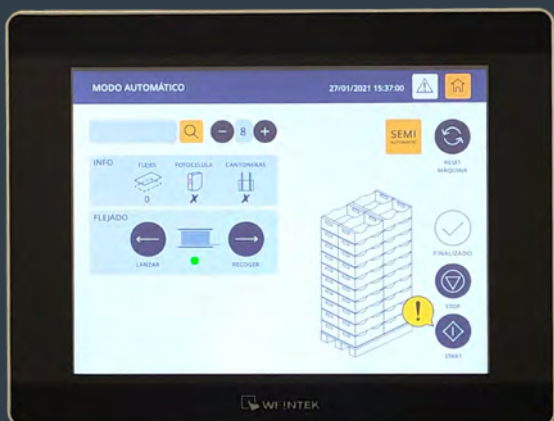 MODO AUTOMÁTICO
27/01/2021 15:37:00
8
SEMI
AUTOMATIC
RESET
MÁQUINA
INFO
FLEJES
FOTOCELULA
CANTONERAS
0
X
X
FLEJADO
LANZAR
RECOGER
FINALIZADO
STOP
START
WEINTEK